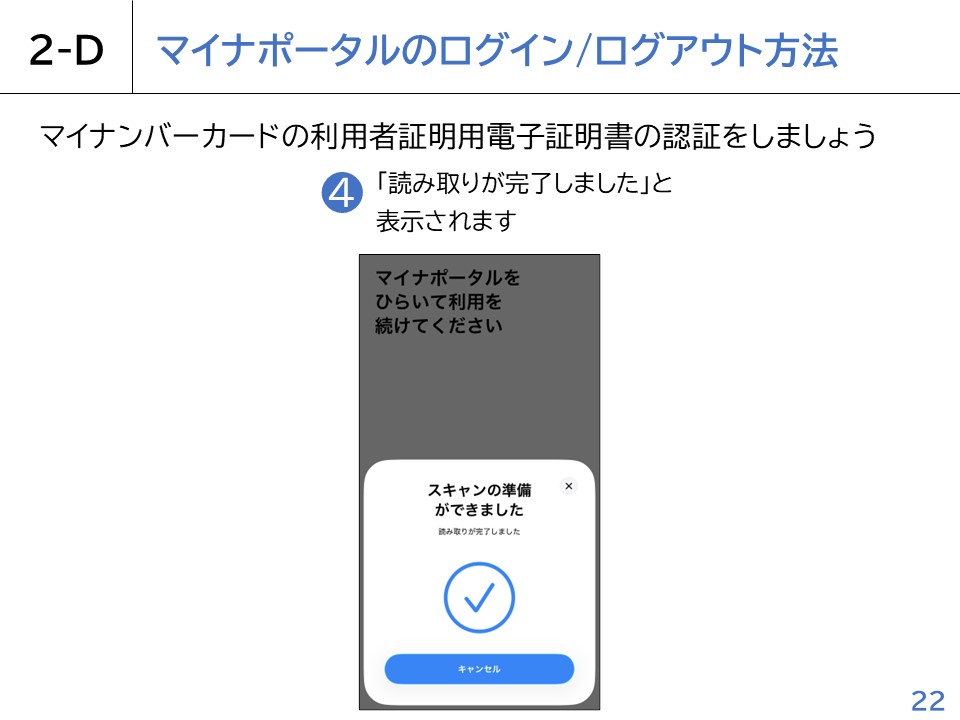 2-D
マイナポータルのログイン/ログアウト方法
マイナンバーカードの利用者証明用電子証明書の認証をしましょう
4
「読み取りが完了しました」と
表示されます
マイナポータルを
ひらいて利用を
続けてください
スキャンの準備
ができました
読み取りが完了しました
キャンセル
22